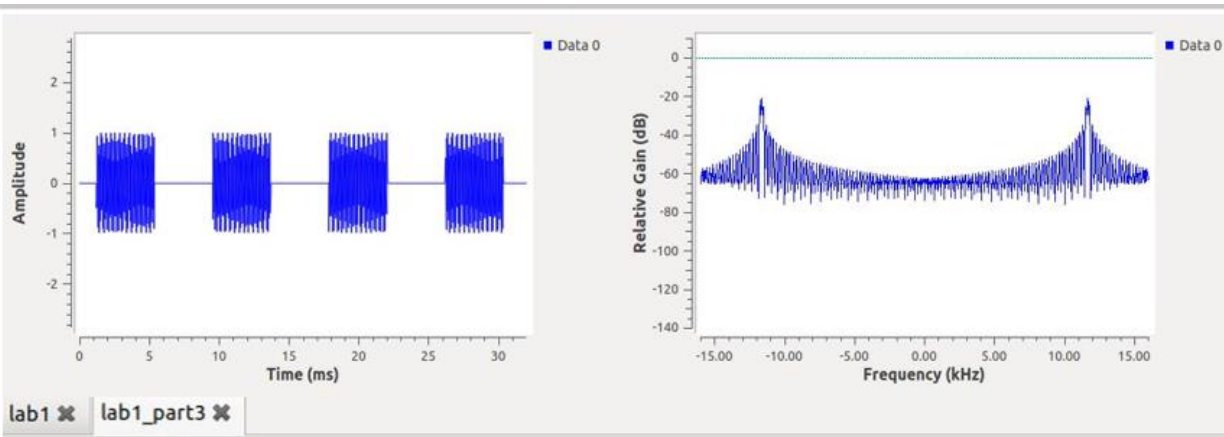 Data 0
Amplitude
2
1
0
-1
-2
0 5 10 15 20 25 30
Time (ms)
Data 0
Relative Gain (dB)
0
-20
-40
-60
-80
-100
-120
-140
-15.00 -10.00 -5.00 0.00 5.00 10.00 15.00
Frequency (kHz)
lab1 lab1_part3